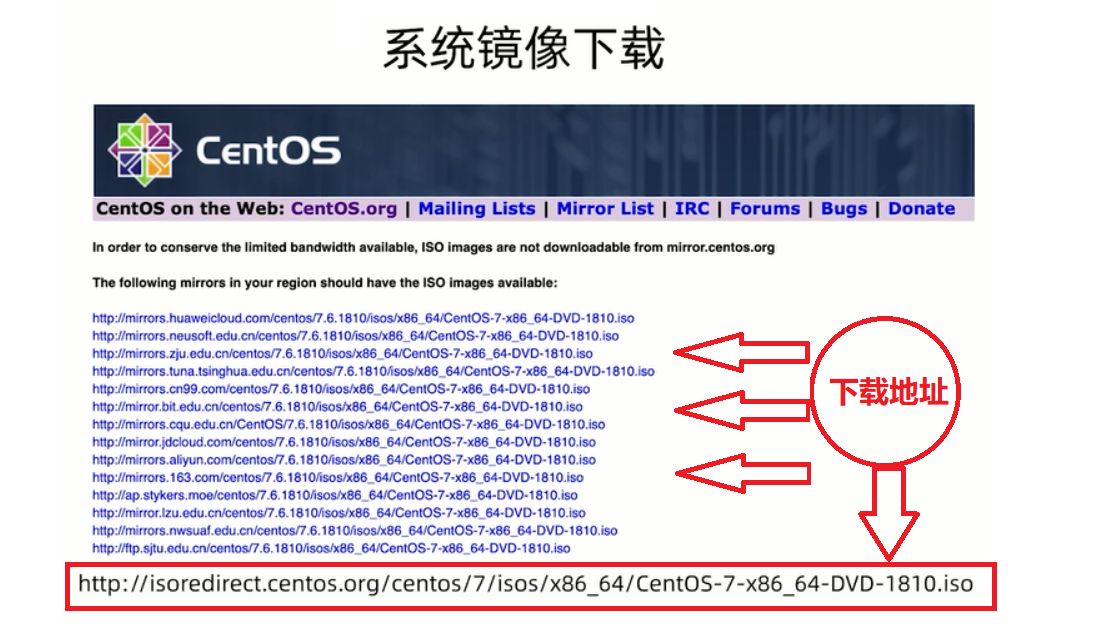 系统镜像下载
CentOS
CentOS on the Web: CentOS.org | Mailing Lists | Mirror List | IRC | Forums | Bugs | Donate
In order to conserve the limited bandwidth available, ISO images are not downloadable from mirror.centos.org
The following mirrors in your region should have the ISO images available:
http://mirrors.huaweicloud.com/centos/7.6.1810/isos/x86_64/CentOS-7-x86_64-DVD-1810.iso
http://mirrors.neusoft.edu.cn/centos/7.6.1810/isos/x86_64/CentOS-7-x86_64-DVD-1810.iso
http://mirrors.zju.edu.cn/centos/7.6.1810/isos/x86_64/CentOS-7-x86_64-DVD-1810.iso
http://mirrors.tuna.tsinghua.edu.cn/centos/7.6.1810/isos/x86_64/CentOS-7-x86_64-DVD-1810.iso
http://mirrors.cn99.com/centos/7.6.1810/isos/x86_64/CentOS-7-x86_64-DVD-1810.iso
http://mirror.bit.edu.cn/centos/7.6.1810/isos/x86_64/CentOS-7-x86_64-DVD-1810.iso
http://mirrors.cqu.edu.cn/CentOS/7.6.1810/isos/x86_64/CentOS-7-x86_64-DVD-1810.iso
http://mirror.jdcloud.com/centos/7.6.1810/isos/x86_64/CentOS-7-x86_64-DVD-1810.iso
http://mirrors.aliyun.com/centos/7.6.1810/isos/x86_64/CentOS-7-x86_64-DVD-1810.iso
http://mirrors.163.com/centos/7.6.1810/isos/x86_64/CentOS-7-x86_64-DVD-1810.iso
http://ap.stykers.moe/centos/7.6.1810/isos/x86_64/CentOS-7-x86_64-DVD-1810.iso
http://mirror.lzu.edu.cn/centos/7.6.1810/isos/x86_64/CentOS-7-x86_64-DVD-1810.iso
http://mirrors.nwsuaf.edu.cn/centos/7.6.1810/isos/x86_64/CentOS-7-x86_64-DVD-1810.iso
http://ftp.sjtu.edu.cn/centos/7.6.1810/isos/x86_64/CentOS-7-x86_64-DVD-1810.iso
下载地址
http://isoredirect.centos.org/centos/7/isos/x86_64/CentOS-7-x86_64-DVD-1810.iso